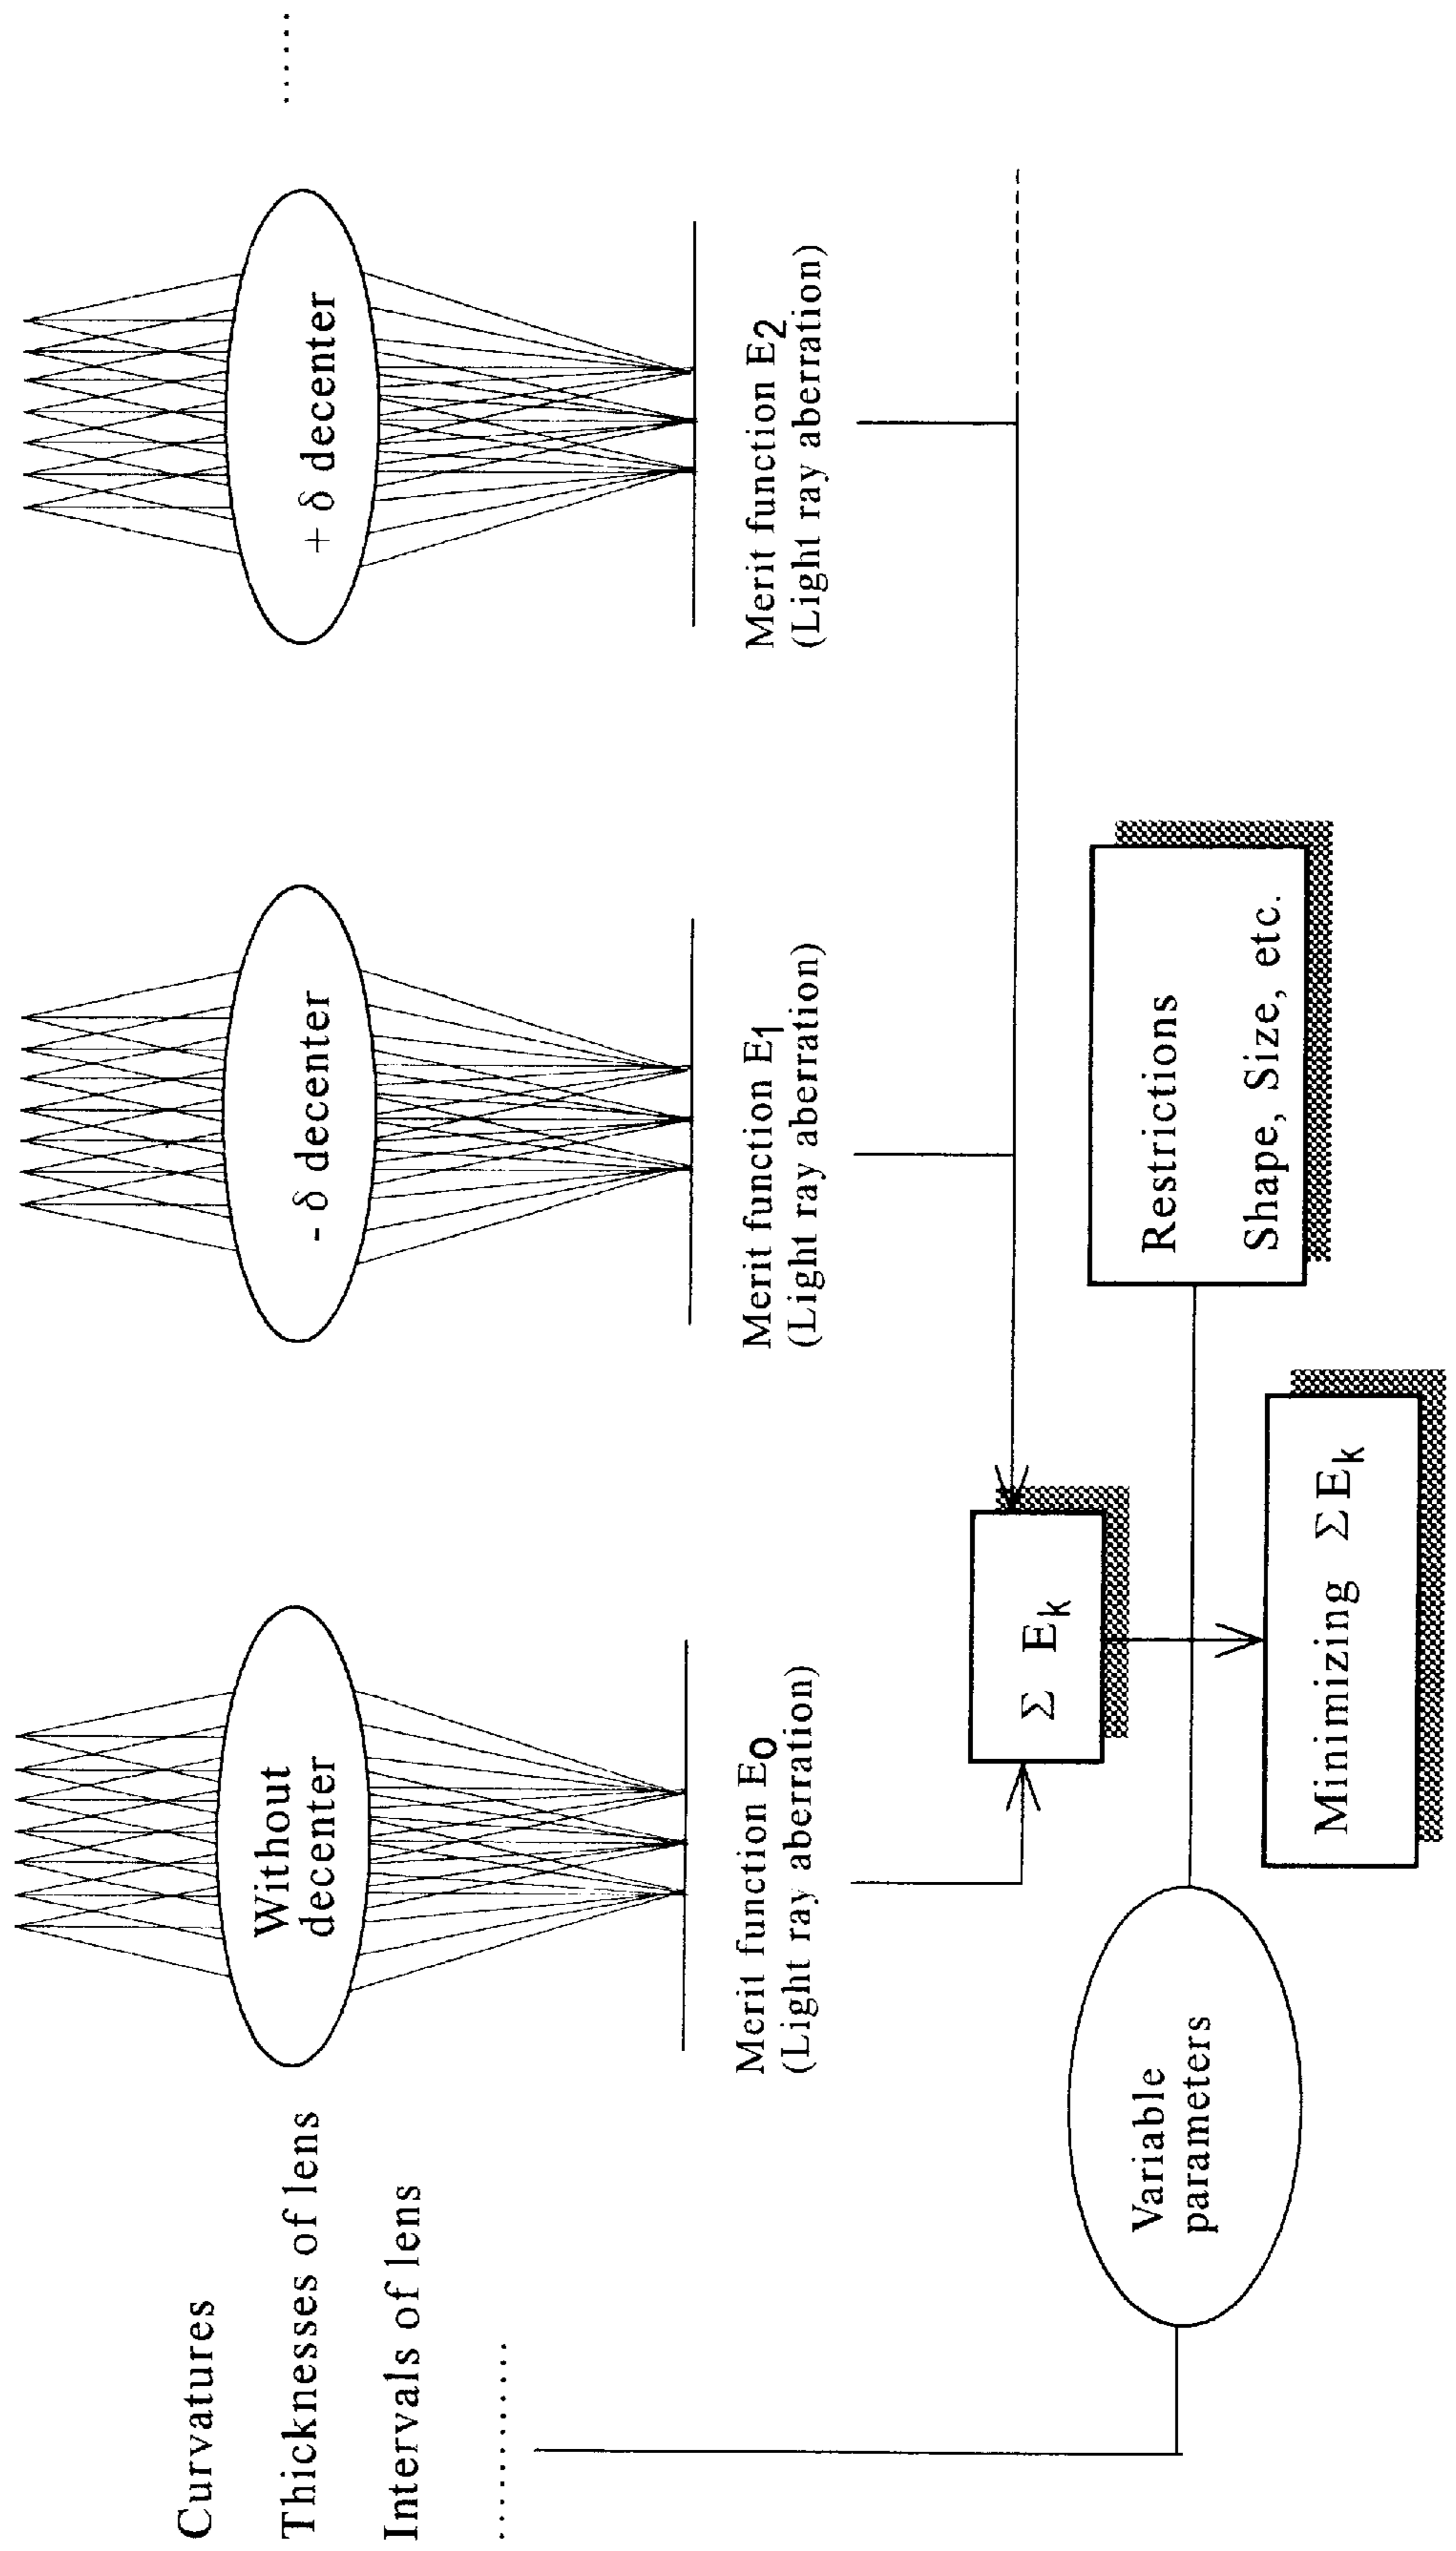 Curvatures
Thicknesses of lens
Intervals of lens
...........
Without
decenter
- δ decenter
+ δ decenter
......
Merit function E0
(Light ray aberration)
Merit function E1
(Light ray aberration)
Merit function E2
(Light ray aberration)
Σ Ek
Variable
parameters
Restrictions
Shape, Size, etc.
Minimizing ΣEk